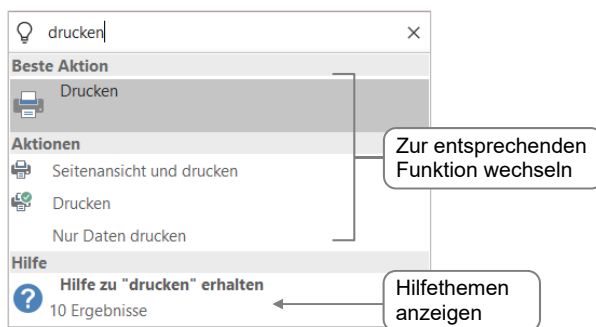 drucken
Beste Aktion
Drucken
Aktionen
Seitenansicht und drucken
Drucken
Nur Daten drucken
Hilfe
Hilfe zu "drucken" erhalten
10 Ergebnisse
Zur entsprechenden
Funktion wechseln
Hilfethemen
anzeigen